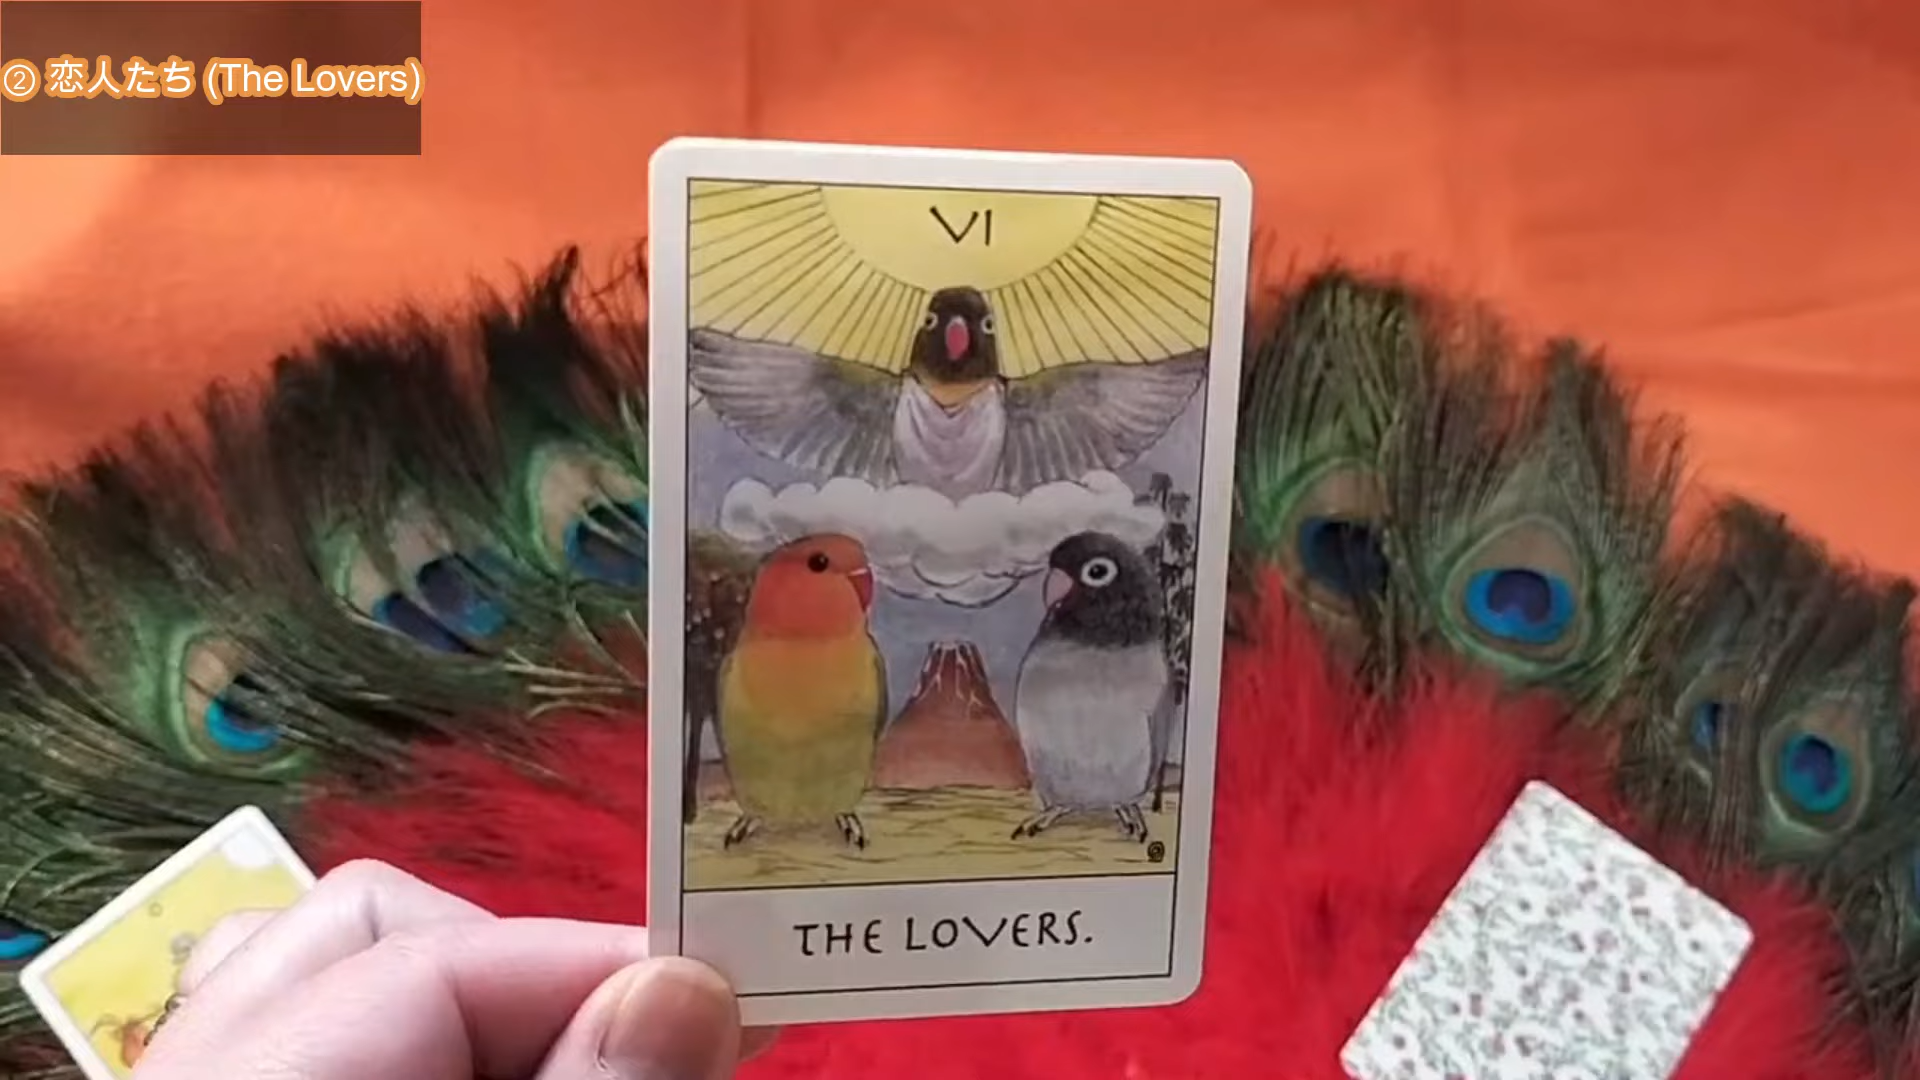 ② 恋人たち (The Lovers)
VI
THE LOVERS.